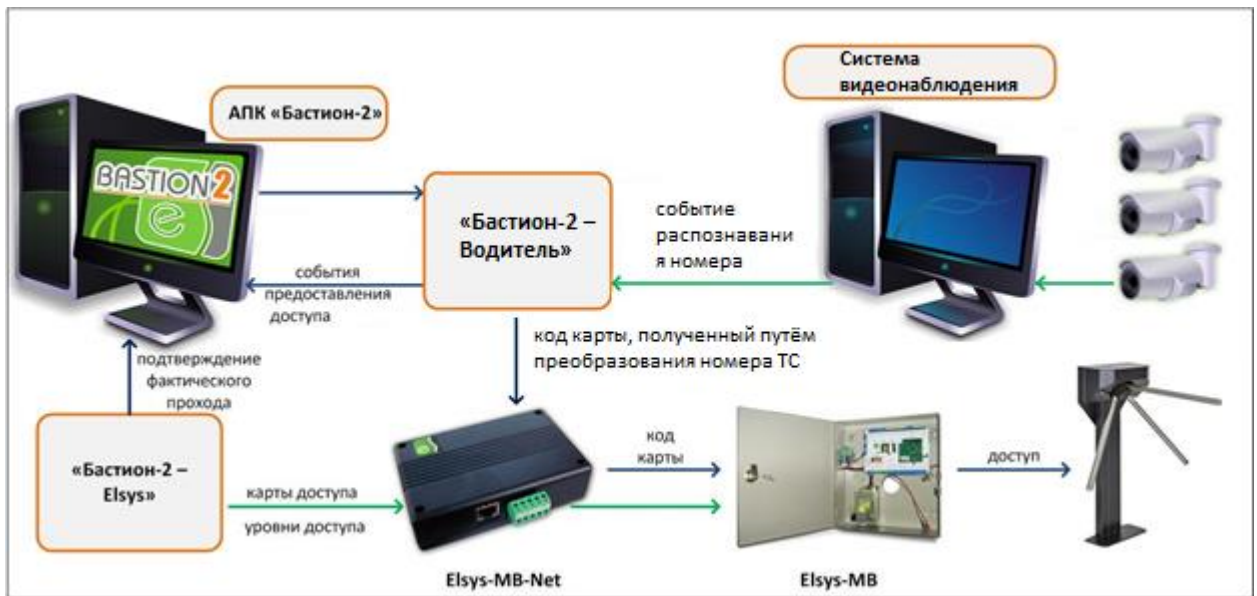 АПК «Бастион-2»
Система
видеонаблюдения
BASTION2
e
«Бастион-2 –
Водитель»
событие
распознавани
я номера
события
предоставления
доступа
код карты, полученный путём
преобразования номера ТС
подтверждение
фактического
прохода
«Бастион-2 –
Elsys»
карты доступа
уровни доступа
код
карты
доступ
Elsys-MB-Net
Elsys-MB